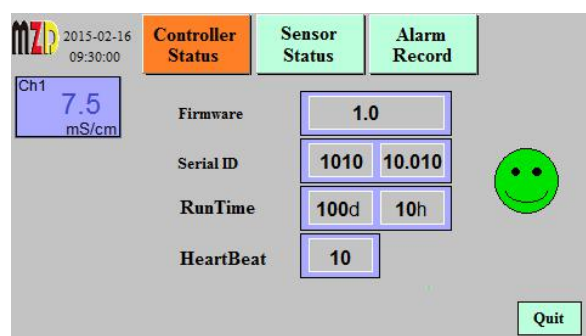 MZD 2015-02-16
09:30:00
Controller
Status
Sensor
Status
Alarm
Record
Ch1
7.5
mS/cm
Firmware 1.0
Serial ID 1010 10.010
RunTime 100d 10h
HeartBeat 10
Quit